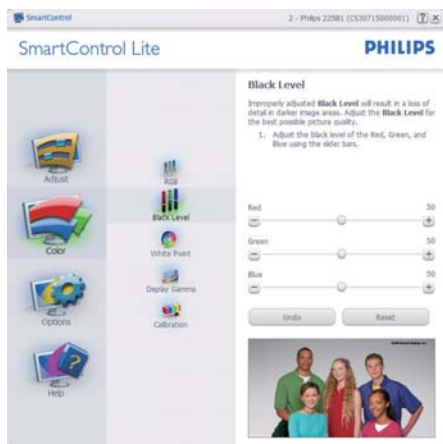 SmartControl
2 - Philips 225B1 (CS30715000001)
SmartControl Lite
PHILIPS
Adjust
Color
Options
Help
RGB
Black Level
White Point
Display Gamma
Calibration
Black Level
Improperly adjusted Black Level will result in a loss of
detail in darker image areas. Adjust the Black Level for
the best possible picture quality.
1. Adjust the black level of the Red, Green, and
Blue using the slider bars.
Red 50
Green 50
Blue 50
Undo Reset